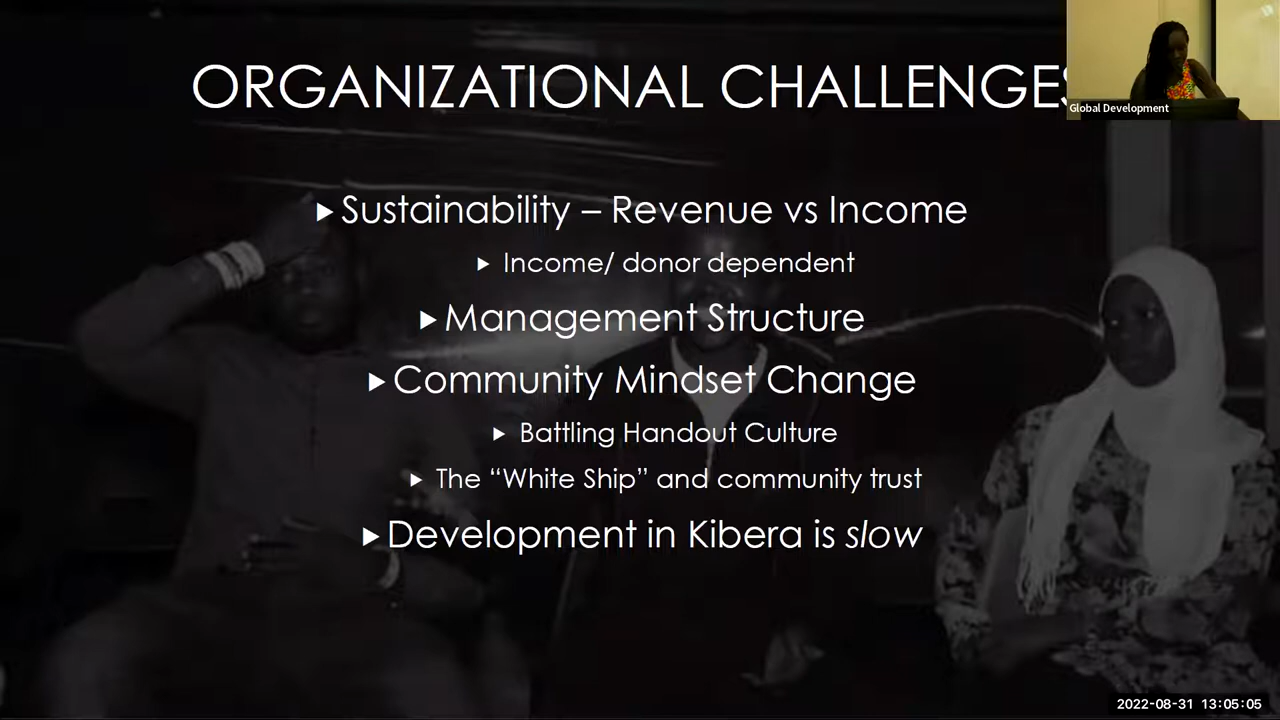 ORGANIZATIONAL CHALLENGES
Global Development
Sustainability – Revenue vs Income
Income/ donor dependent
Management Structure
Community Mindset Change
Battling Handout Culture
The “White Ship” and community trust
Development in Kibera is slow
2022-08-31 13:05:05